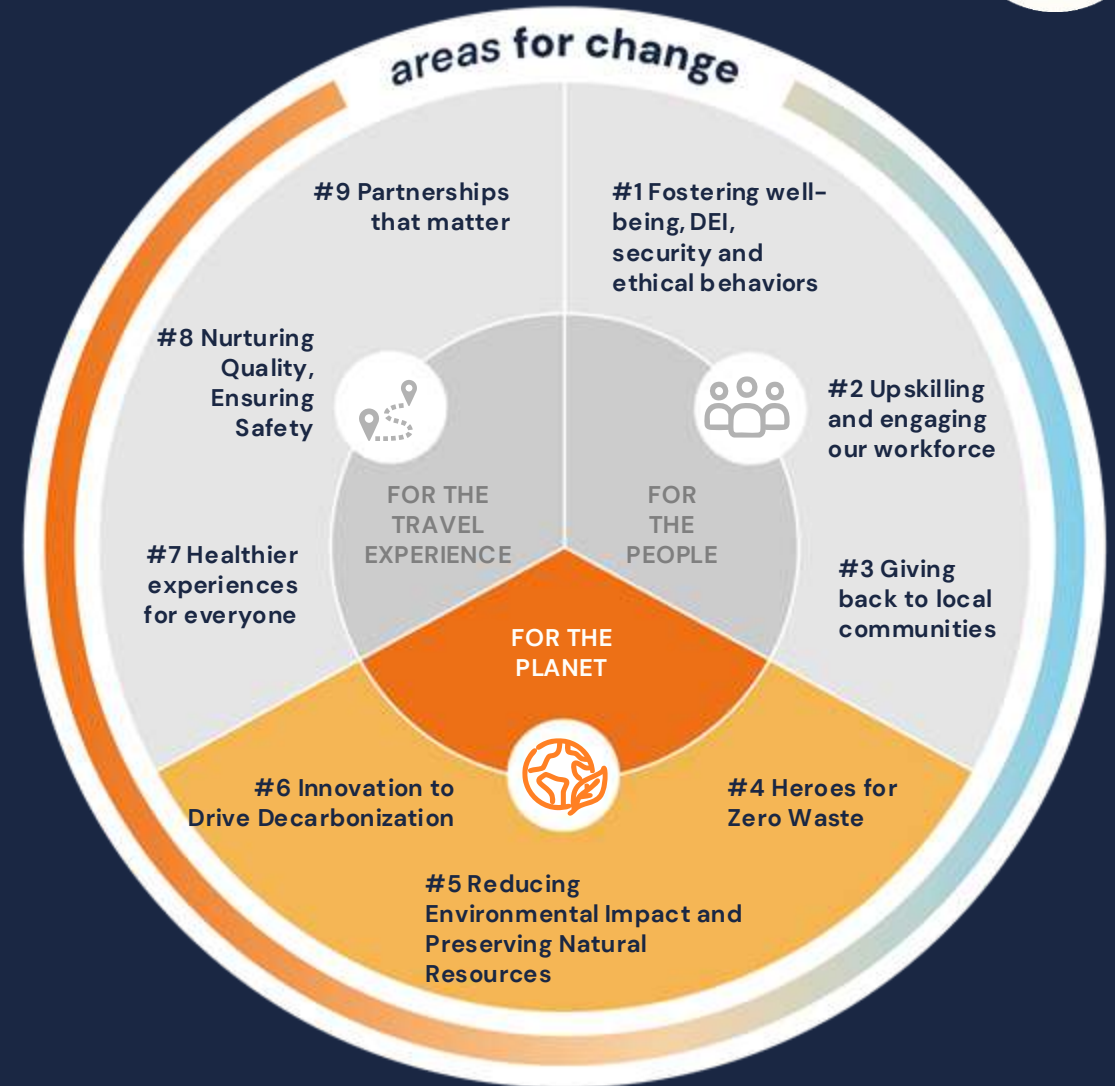 areas for change
#9 Partnerships
that matter
#1 Fostering well-
being, DEI,
security and
ethical behaviors
#8 Nurturing
Quality,
Ensuring
Safety
#2 Upskilling
and engaging
our workforce
FOR THE
TRAVEL
EXPERIENCE
FOR
THE
PEOPLE
#7 Healthier
experiences
for everyone
#3 Giving
back to local
communities
FOR THE
PLANET
#6 Innovation to
Drive Decarbonization
#4 Heroes for
Zero Waste
#5 Reducing
Environmental Impact and
Preserving Natural
Resources